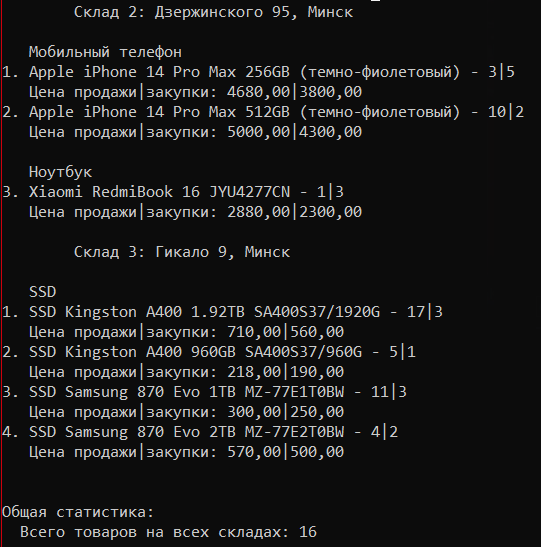 Склад 2: Дзержинского 95, Минск
Мобильный телефон
1. Apple iPhone 14 Pro Max 256GB (темно-фиолетовый) - 3|5
Цена продажи|закупки: 4680,00|3800,00
2. Apple iPhone 14 Pro Max 512GB (темно-фиолетовый) - 10|2
Цена продажи|закупки: 5000,00|4300,00
Ноутбук
3. Xiaomi RedmiBook 16 JYU4277CN - 1|3
Цена продажи|закупки: 2880,00|2300,00
Склад 3: Гикало 9, Минск
SSD
1. SSD Kingston A400 1.92TB SA400S37/1920G - 17|3
Цена продажи|закупки: 710,00|560,00
2. SSD Kingston A400 960GB SA400S37/960G - 5|1
Цена продажи|закупки: 218,00|190,00
3. SSD Samsung 870 Evo 1TB MZ-77E1T0BW - 11|3
Цена продажи|закупки: 300,00|250,00
4. SSD Samsung 870 Evo 2TB MZ-77E2T0BW - 4|2
Цена продажи|закупки: 570,00|500,00
Общая статистика:
Всего товаров на всех складах: 16